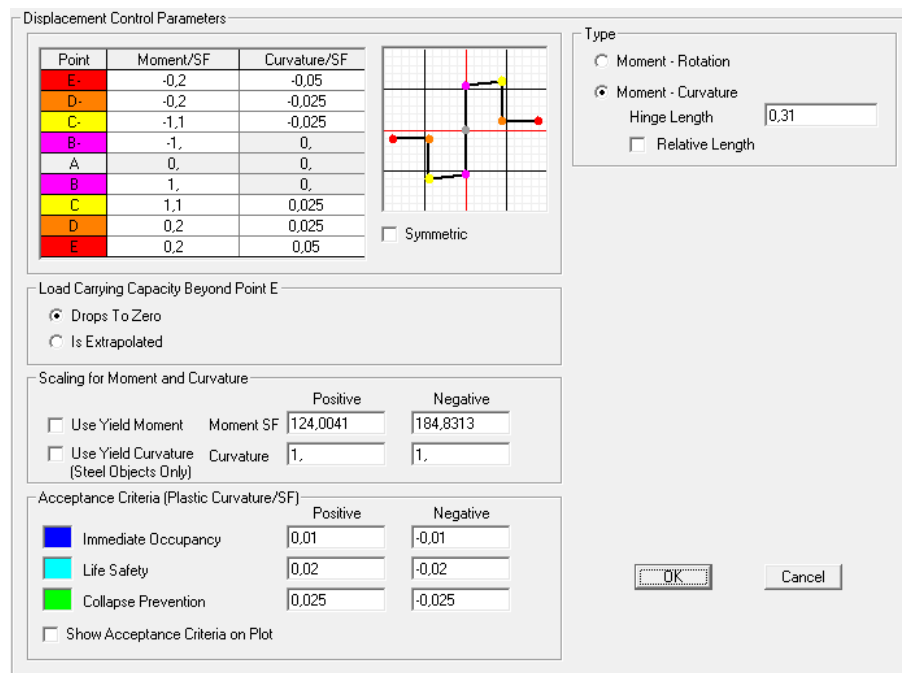 Displacement Control Parameters
Point Moment/SF Curvature/SF
E- -0,2 -0,05
D- -0,2 -0,025
C- -1,1 -0,025
B- -1, 0,
A 0, 0,
B 1, 0,
C 1,1 0,025
D 0,2 0,025
E 0,2 0,05
Symmetric
Type
Moment - Rotation
Moment - Curvature
Hinge Length 0,31
Relative Length
Load Carrying Capacity Beyond Point E
Drops To Zero
Is Extrapolated
Scaling for Moment and Curvature
Positive Negative
Use Yield Moment Moment SF 124,0041 184,8313
Use Yield Curvature Curvature 1, 1,
(Steel Objects Only)
Acceptance Criteria (Plastic Curvature/SF)
Positive Negative
Immediate Occupancy 0,01 -0,01
Life Safety 0,02 -0,02
Collapse Prevention 0,025 -0,025
Show Acceptance Criteria on Plot
OK Cancel